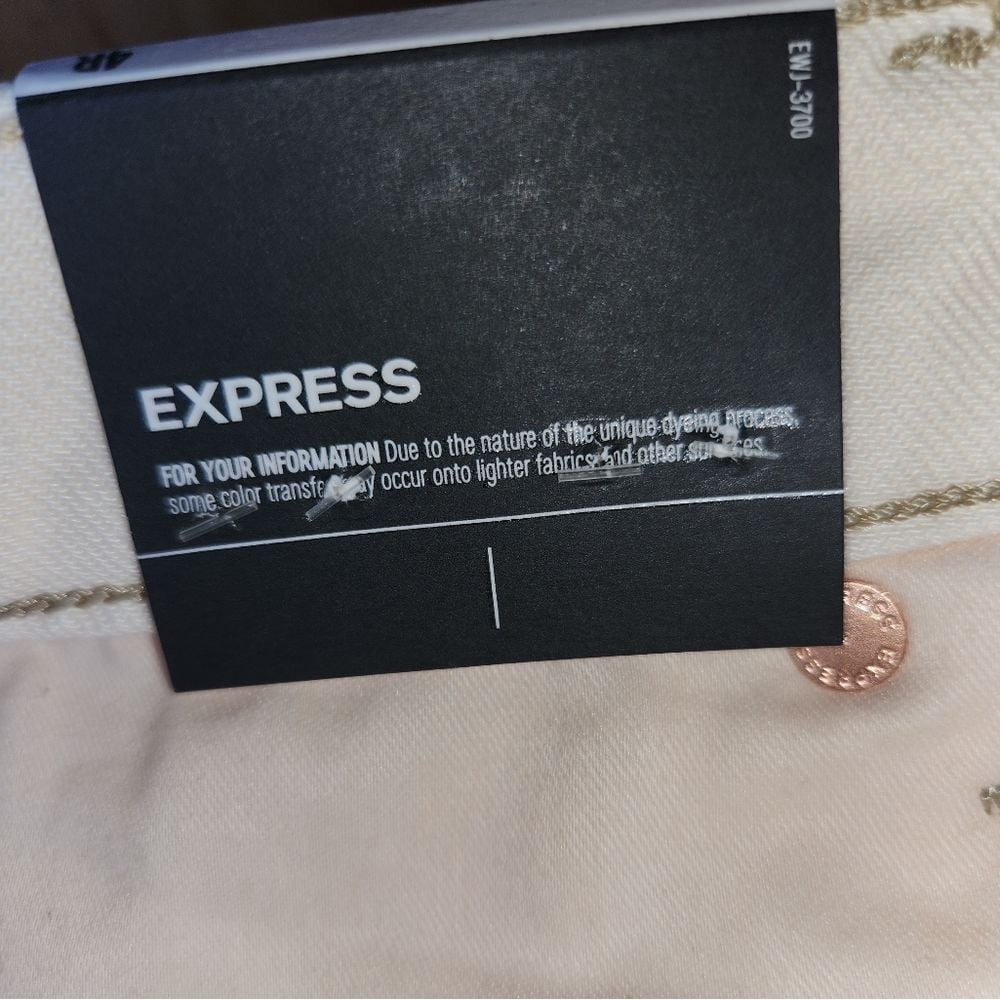 4R
EWJ-3700
EXPRESS
FOR YOUR INFORMATION Due to the nature of the unique dyeing process,
some color transfer may occur onto lighter fabrics and other surfaces.
EXPRESS